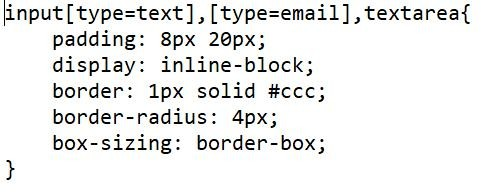 input[type=text],[type=email],textarea{
    padding: 8px 20px;
    display: inline-block;
    border: 1px solid #ccc;
    border-radius: 4px;
    box-sizing: border-box;
}